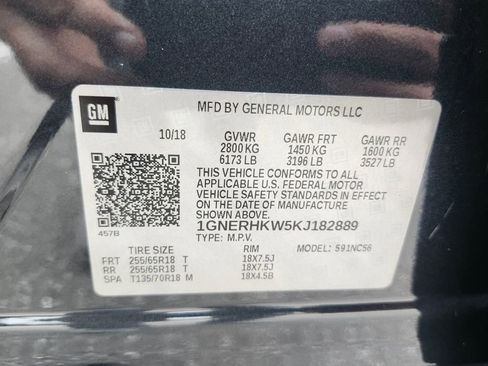 GM
MFD BY GENERAL MOTORS LLC
10/18 GVWR GAWR FRT GAWR RR
2800 KG 1450 KG 1600 KG
6173 LB 3196 LB 3527 LB
THIS VEHICLE CONFORMS TO ALL
APPLICABLE U.S. FEDERAL MOTOR
VEHICLE SAFETY STANDARDS IN EFFECT
ON THE DATE OF MANUFACTURE SHOWN ABOVE.
1GNERHKW5KJ182889
457B
TYPE: M.P.V. MODEL: 591NC56
TIRE SIZE RIM
FRT 255/65R18 T 18X7.5J
RR 255/65R18 T 18X7.5J
SPA T135/70R18 M 18X4.5B